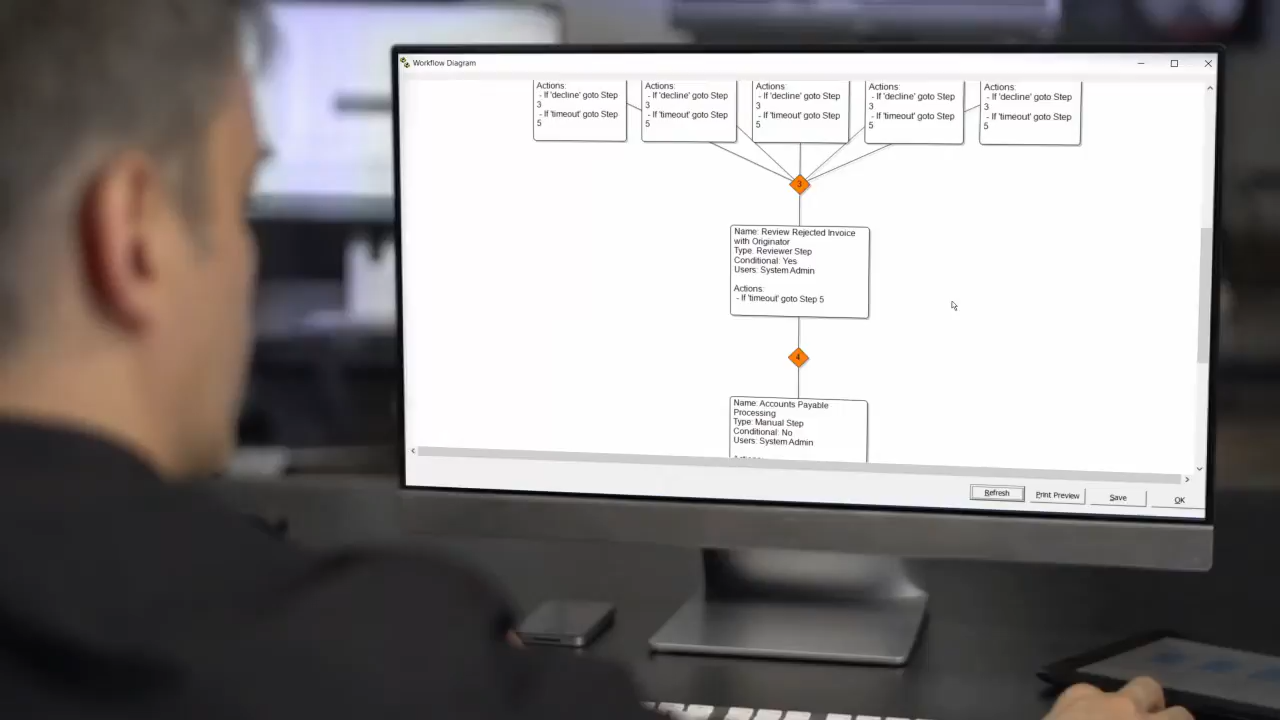 Workflow Diagram
Actions:
- If 'decline' goto Step
3
- If 'timeout' goto Step
5
Actions:
- If 'decline' goto Step
3
- If 'timeout' goto Step
5
Actions:
- If 'decline' goto Step
3
- If 'timeout' goto Step
5
Actions:
- If 'decline' goto Step
3
- If 'timeout' goto Step
5
Actions:
- If 'decline' goto Step
3
- If 'timeout' goto Step
5
3
Name: Review Rejected Invoice
with Originator
Type: Reviewer Step
Conditional: Yes
Users: System Admin
Actions:
- If 'timeout' goto Step 5
4
Name: Accounts Payable
Processing
Type: Manual Step
Conditional: No
Users: System Admin
Refresh
Print Preview
Save
OK